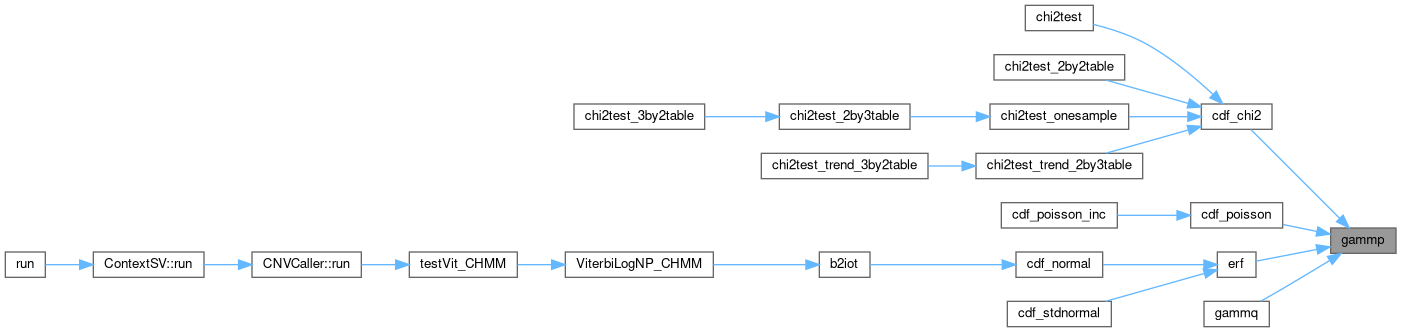 chi2test
chi2test_2by2table
chi2test_3by2table
chi2test_2by3table
chi2test_onesample
cdf_chi2
chi2test_trend_3by2table
chi2test_trend_2by3table
cdf_poisson_inc
cdf_poisson
gammp
run
ContextSV::run
CNVCaller::run
testVit_CHMM
ViterbiLogNP_CHMM
b2iot
cdf_normal
erf
cdf_stdnormal
gammq